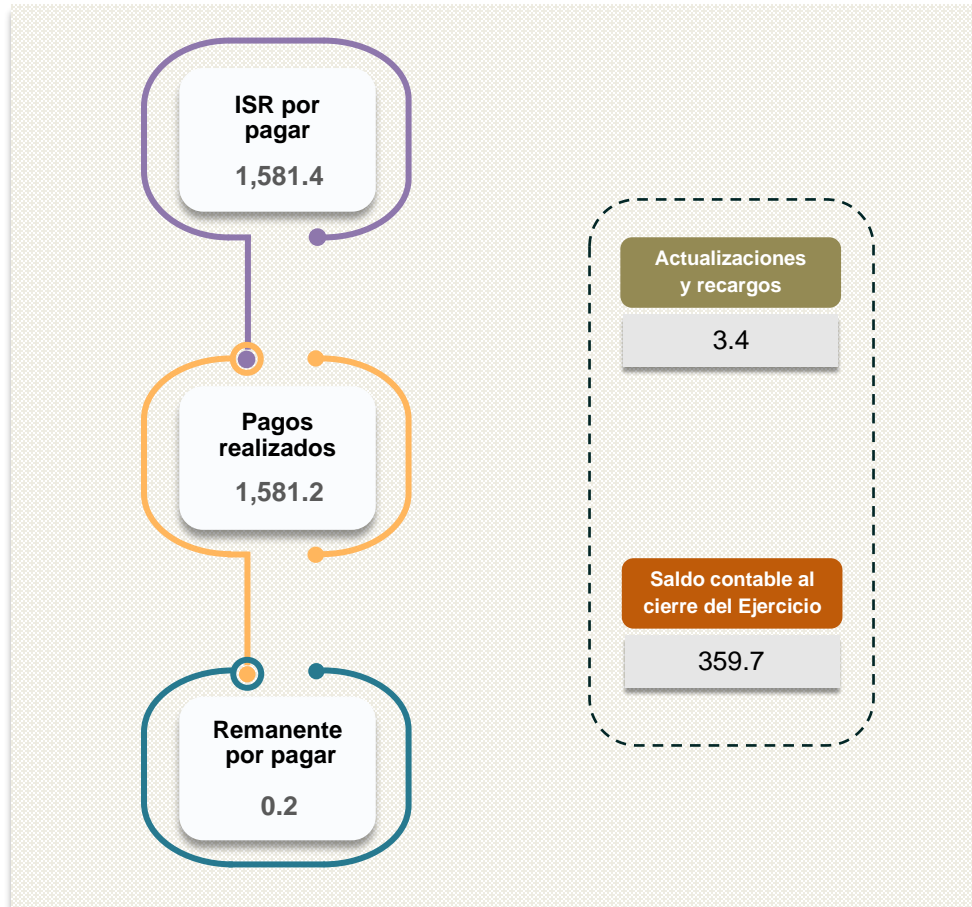 ISR por
pagar
1,581.4
Pagos
realizados
1,581.2
Remanente
por pagar
0.2
Actualizaciones
y recargos
3.4
Saldo contable al
cierre del Ejercicio
359.7